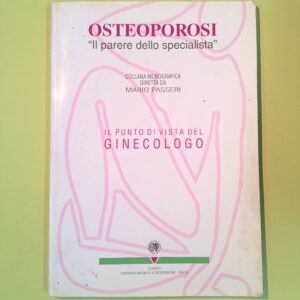 OSTEOPOROSI
"Il parere dello specialista"
COLLANA MONOGRAFICA
DIRETTA DA
MARIO PASSERI
IL PUNTO DI VISTA DEL
GINECOLOGO